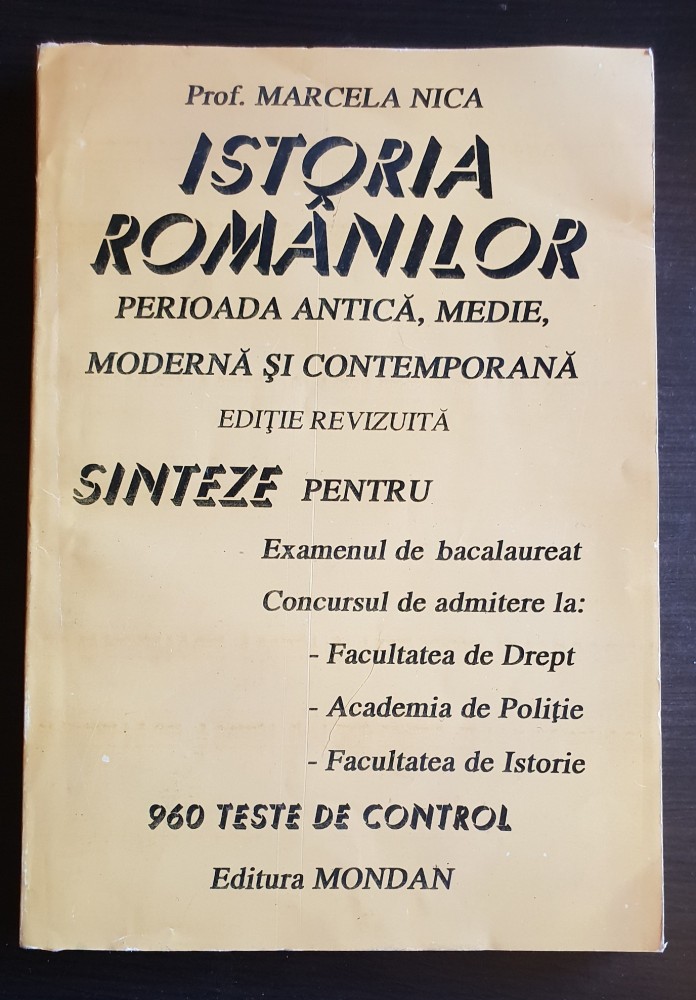 Prof. MARCELA NICA
ISTORIA
ROMÂNILOR
PERIOADA ANTICĂ, MEDIE,
MODERNĂ ŞI CONTEMPORANĂ
EDIŢIE REVIZUITĂ
SINTEZE PENTRU
Examenul de bacalaureat
Concursul de admitere la:
- Facultatea de Drept
- Academia de Poliţie
- Facultatea de Istorie
960 TESTE DE CONTROL
Editura MONDAN